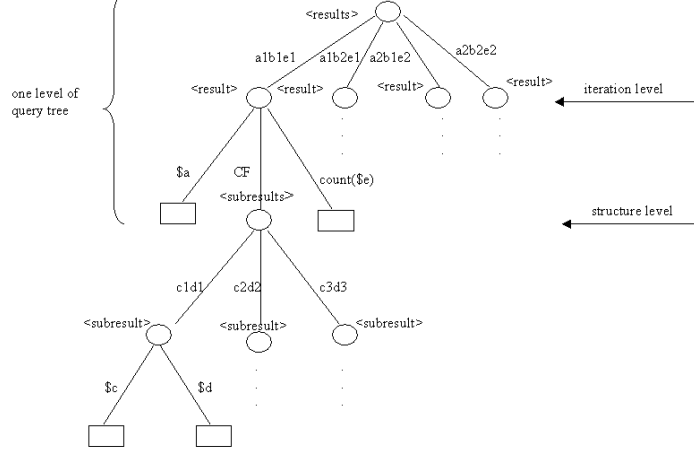 <results>
a1b1e1 a1b2e1 a2b1e2 a2b2e2
one level of
query tree
<result> <result> <result> <result>
iteration level
$a CF count($e)
<subresults>
structure level
c1d1 c2d2 c3d3
<subresult> <subresult> <subresult>
$c $d